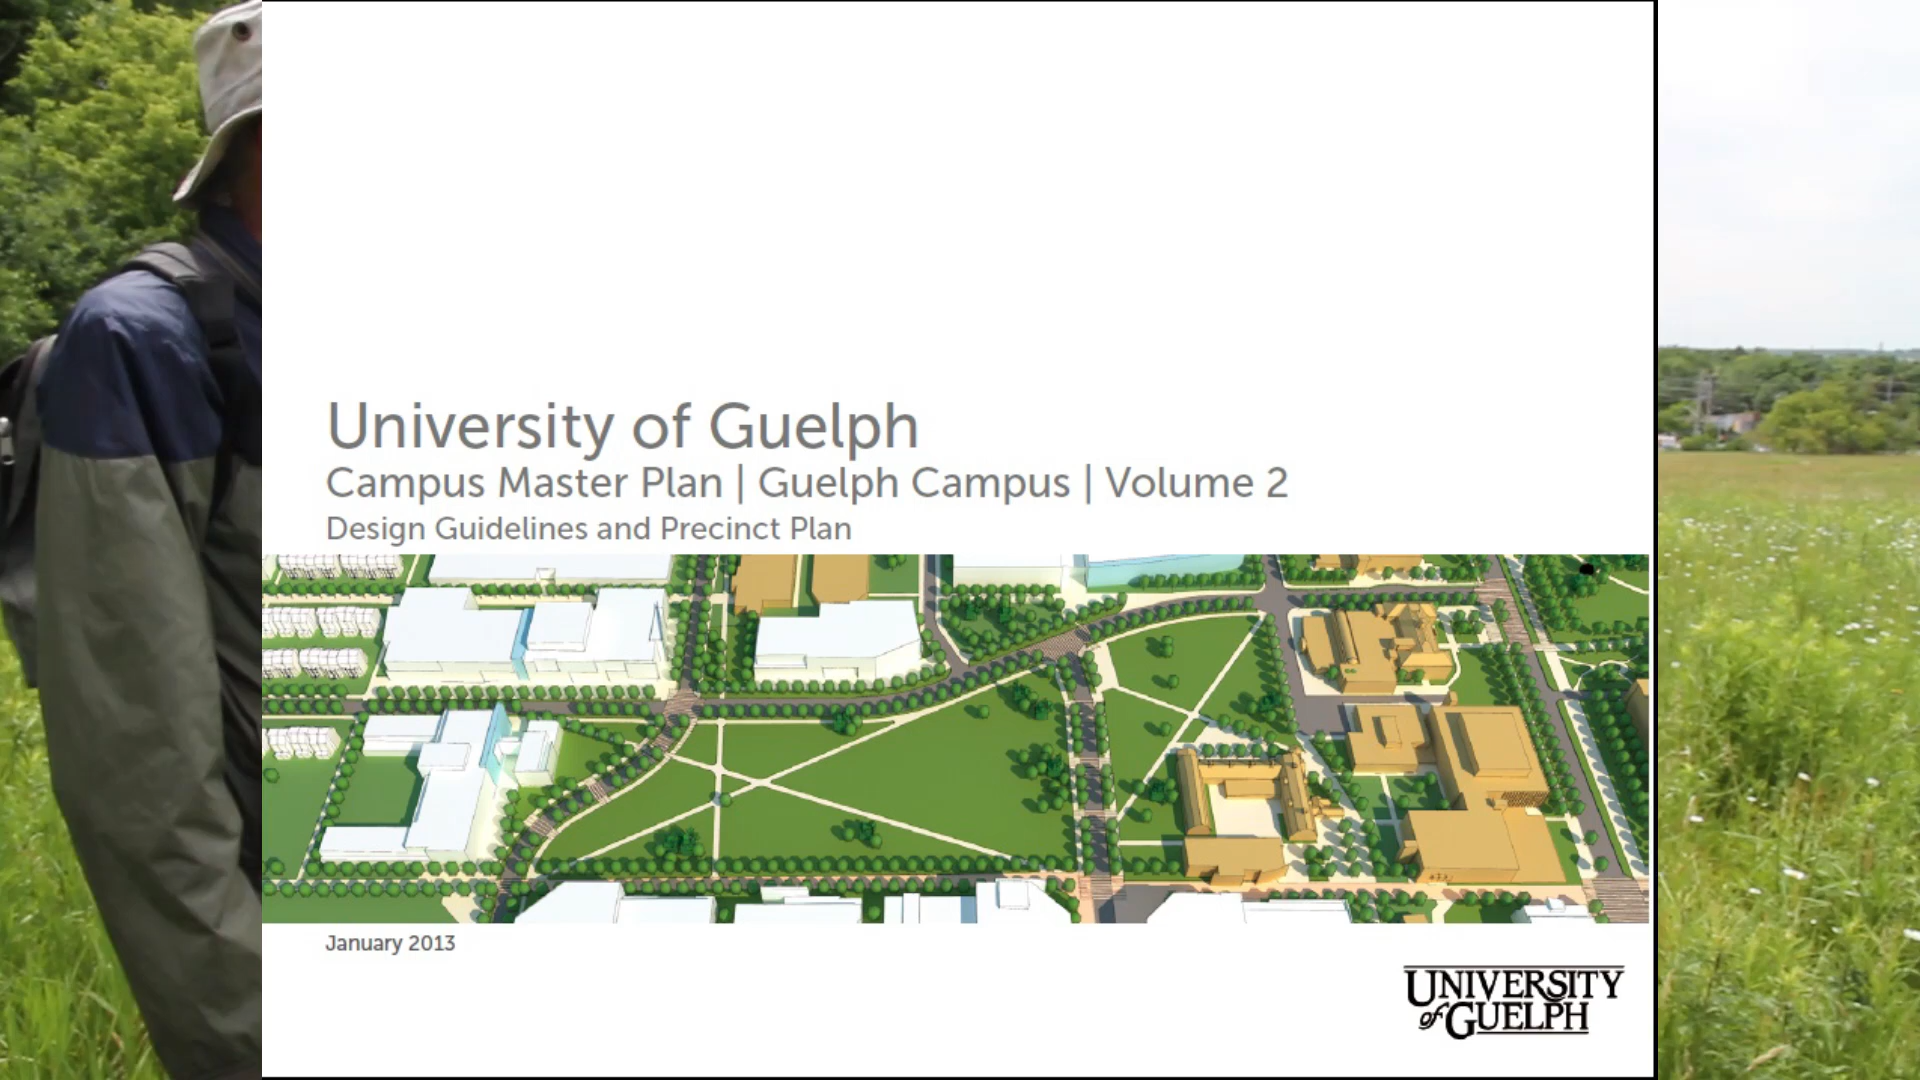 University of Guelph
Campus Master Plan | Guelph Campus | Volume 2
Design Guidelines and Precinct Plan
January 2013
UNIVERSITY
of GUELPH